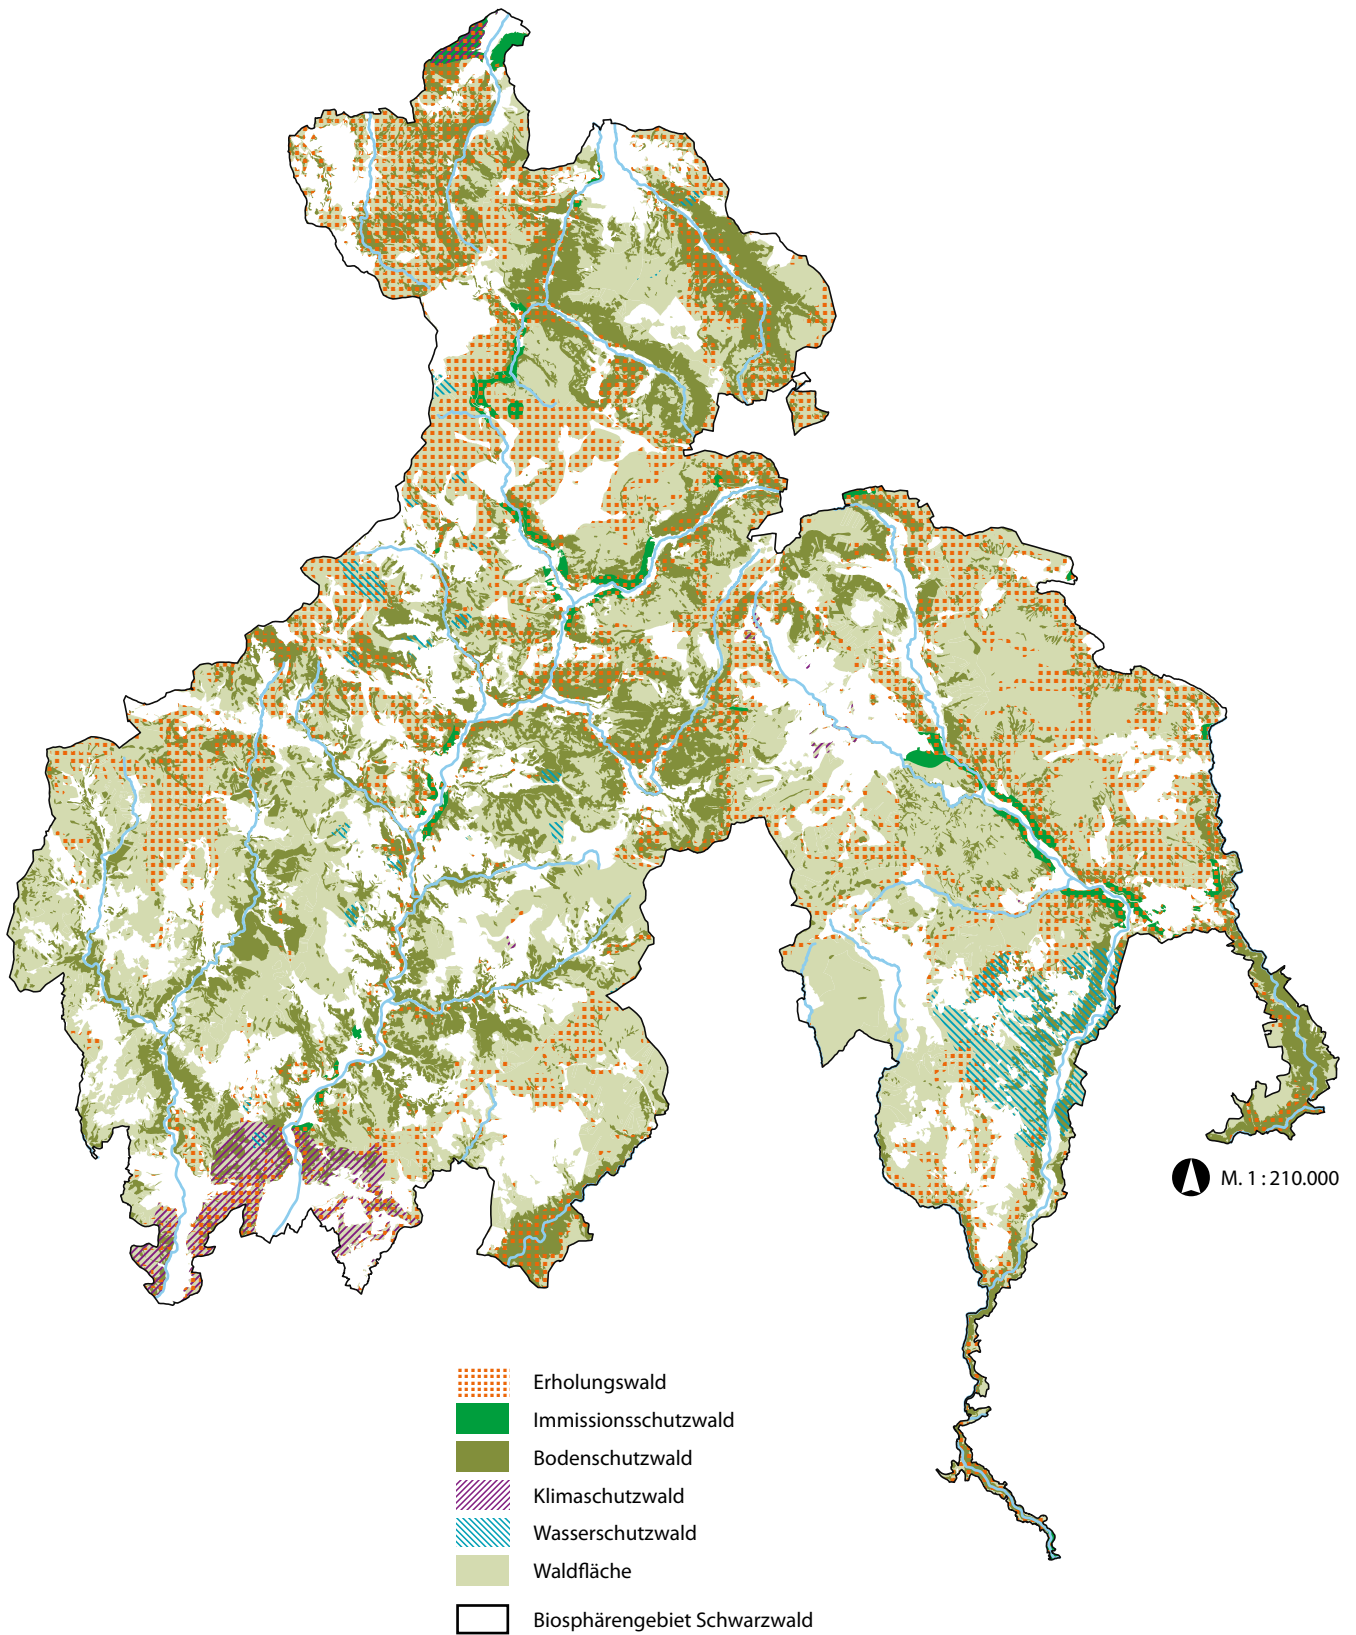 M. 1 : 210.000
Erholungswald
Immissionsschutzwald
Bodenschutzwald
Klimaschutzwald
Wasserschutzwald
Waldfläche
Biosphärengebiet Schwarzwald